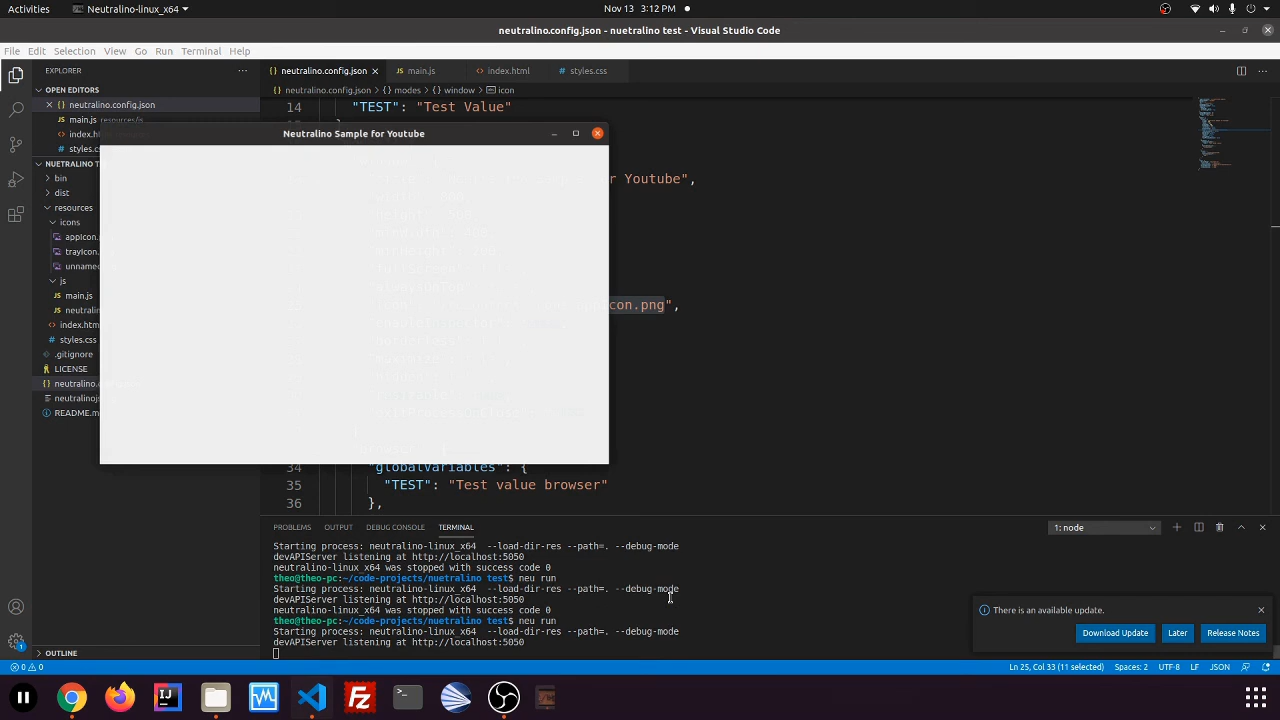 Activities
Neutralino-linux_x64
Nov 13 3:12 PM
neutralino.config.json - nuetralino test - Visual Studio Code
File Edit Selection View Go Run Terminal Help
EXPLORER
OPEN EDITORS
neutralino.config.json
main.js resources/js
index.h
styles.cs
NUETRALINO T
bin
dist
resources
icons
appIcon.
trayIcon.
unname
js
main.js
neutralin
index.htm
styles.css
.gitignore
LICENSE
neutralino.
neutralinoj
README.m
OUTLINE
neutralino.config.json
main.js
index.html
styles.css
neutralino.config.json > modes > window > icon
14 "TEST": "Test Value"
Neutralino Sample for Youtube
r Youtube",
con.png",
34 "globalVariables": {
35 "TEST": "Test value browser"
36 },
PROBLEMS OUTPUT DEBUG CONSOLE TERMINAL
1: node
Starting process: neutralino-linux_x64 --load-dir-res --path=. --debug-mode
devAPIServer listening at http://localhost:5050
neutralino-linux_x64 was stopped with success code 0
theo@theo-pc:~/code-projects/nuetralino test$ neu run
Starting process: neutralino-linux_x64 --load-dir-res --path=. --debug-mode
devAPIServer listening at http://localhost:5050
neutralino-linux_x64 was stopped with success code 0
theo@theo-pc:~/code-projects/nuetralino test$ neu run
Starting process: neutralino-linux_x64 --load-dir-res --path=. --debug-mode
devAPIServer listening at http://localhost:5050
There is an available update.
Download Update
Later
Release Notes
0 0
Ln 25, Col 33 (11 selected)
Spaces: 2
UTF-8
LF
JSON